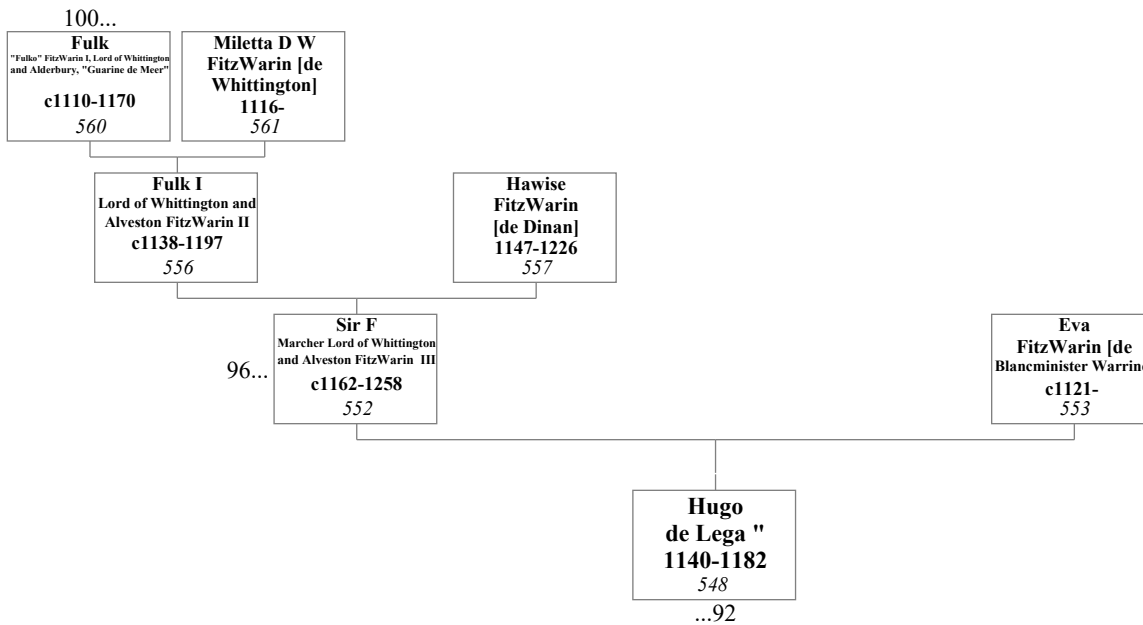 100...
Fulk
"Fulko" FitzWarin I, Lord of Whittington
and Alderbury, "Guarine de Meer"
c1110-1170
560
Miletta D W
FitzWarin [de
Whittington]
1116-
561
Fulk I
Lord of Whittington and
Alveston FitzWarin II
c1138-1197
556
Hawise
FitzWarin
[de Dinan]
1147-1226
557
96...
Sir F
Marcher Lord of Whittington
and Alveston FitzWarin III
c1162-1258
552
Eva
FitzWarin [de
Blancminister Warrine
c1121-
553
Hugo
de Lega "
1140-1182
548
...92